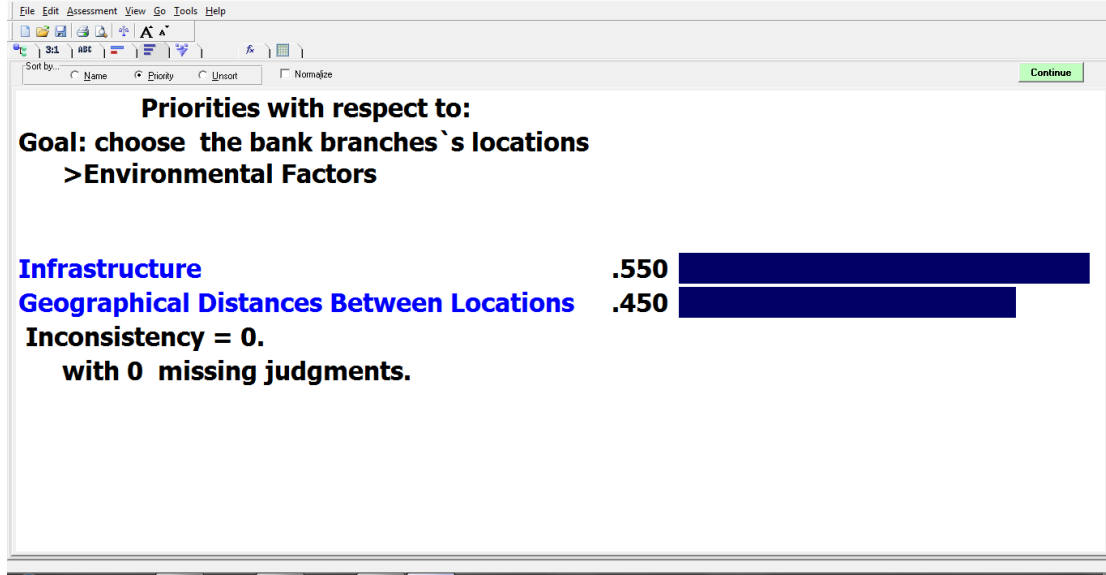 File Edit Assessment View Go Tools Help
A A
3:1 ABC fx
Sort by...
Name Priority Unsort Normalize Continue
Priorities with respect to:
Goal: choose the bank branches`s locations
>Environmental Factors
Infrastructure .550
Geographical Distances Between Locations .450
Inconsistency = 0.
with 0 missing judgments.